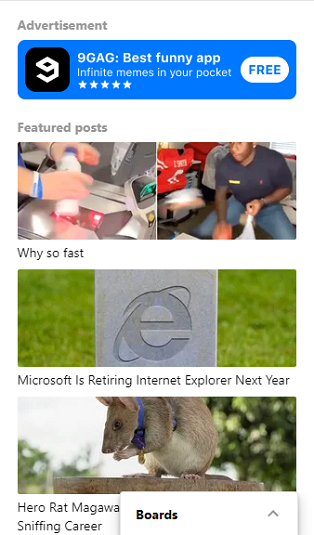 Advertisement
9GAG: Best funny app
Infinite memes in your pocket
FREE
Featured posts
Why so fast
Microsoft Is Retiring Internet Explorer Next Year
Hero Rat Magawa
Sniffing Career
Boards